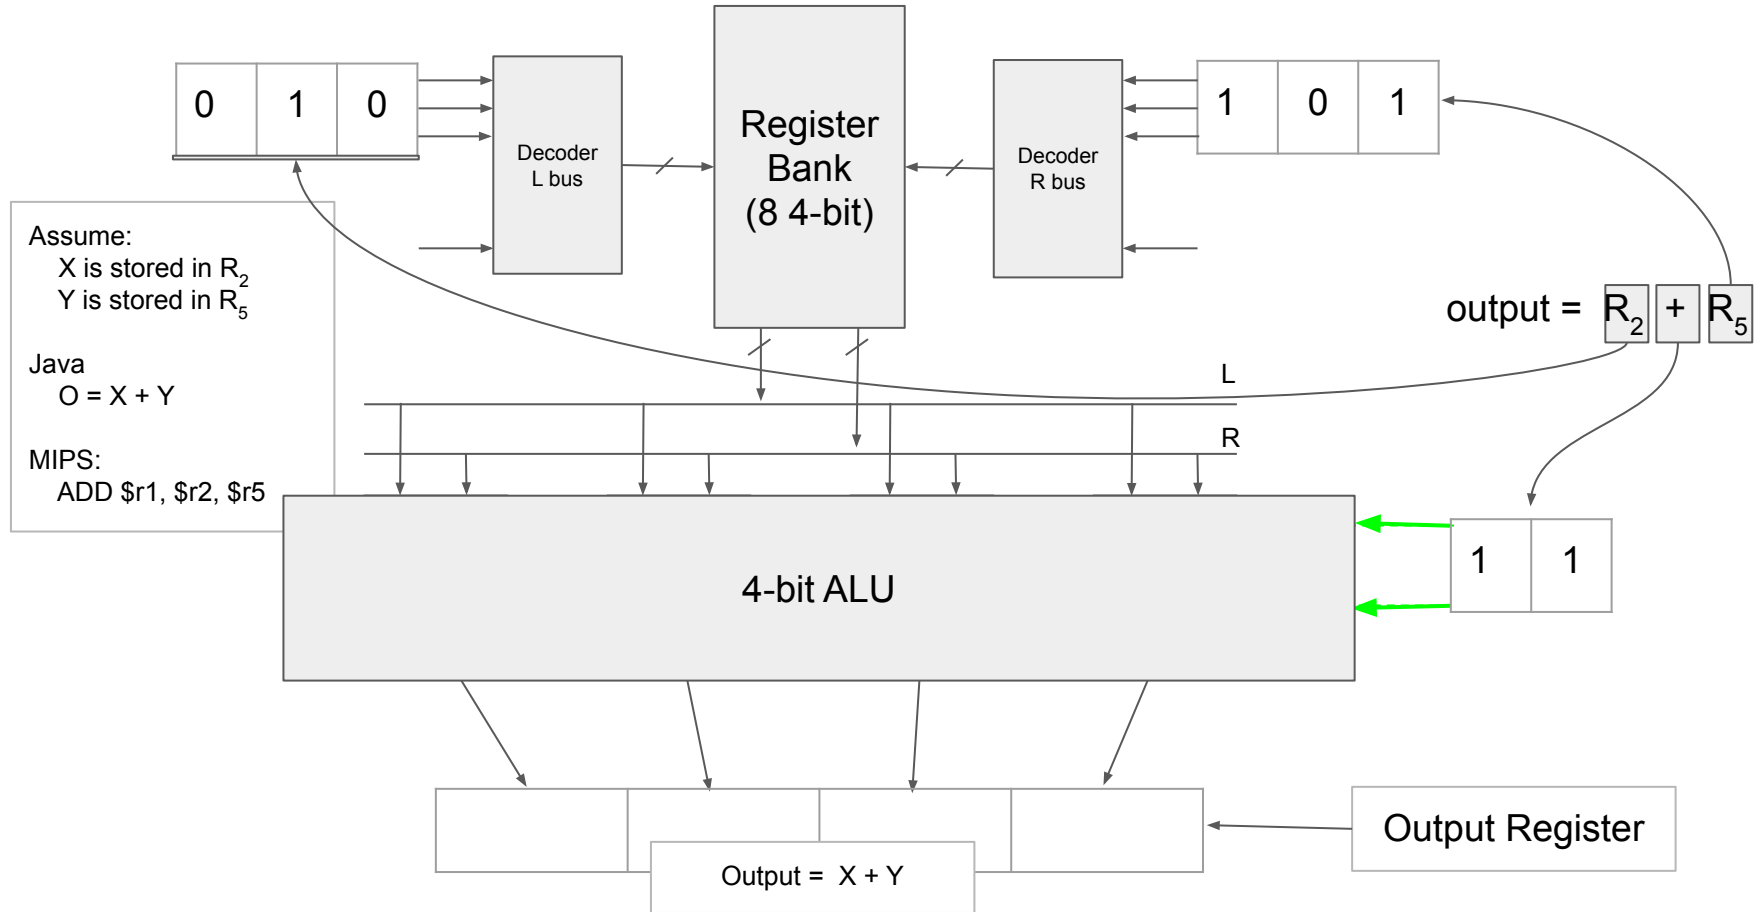 0 1 0
Decoder
L bus
Register
Bank
(8 4-bit)
Decoder
R bus
1 0 1
Assume:
X is stored in R2
Y is stored in R5
Java
O = X + Y
MIPS:
ADD $r1, $r2, $r5
output = R2 + R5
L
R
4-bit ALU
1 1
Output = X + Y
Output Register